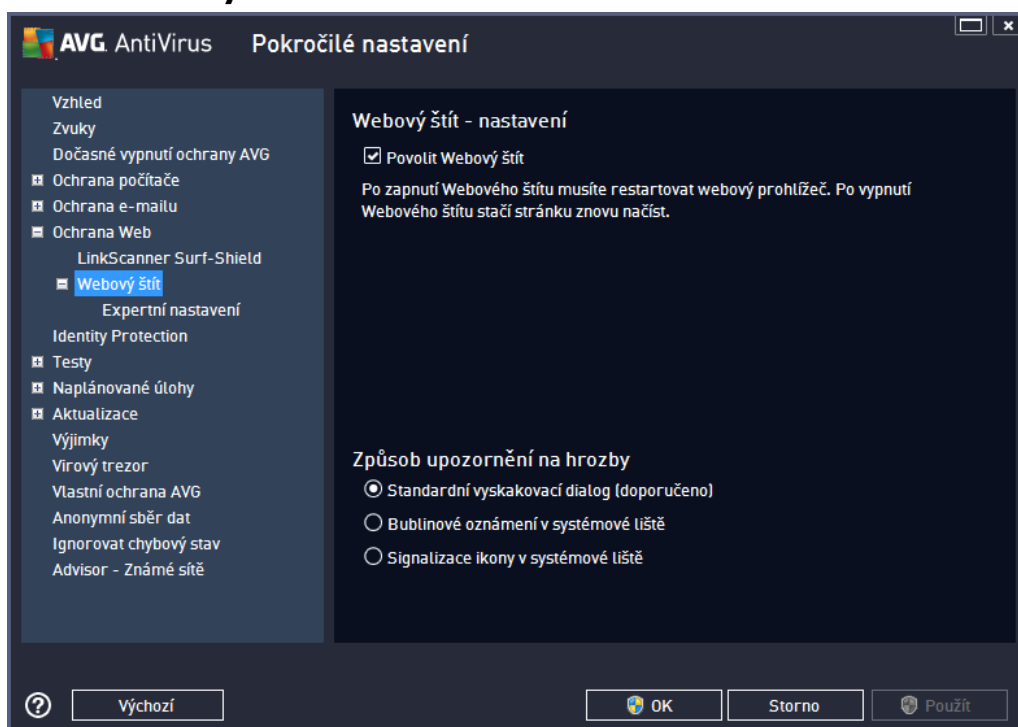 AVG. AntiVirus Pokročilé nastavení
Vzhled
Zvuky
Dočasné vypnutí ochrany AVG
Ochrana počítače
Ochrana e-mailu
Ochrana Web
LinkScanner Surf-Shield
Webový štít
Expertní nastavení
Identity Protection
Testy
Naplánované úlohy
Aktualizace
Výjimky
Virový trezor
Vlastní ochrana AVG
Anonymní sběr dat
Ignorovat chybový stav
Advisor - Známé sítě
Webový štít - nastavení
Povolit Webový štít
Po zapnutí Webového štítu musíte restartovat webový prohlížeč. Po vypnutí
Webového štítu stačí stránku znovu načíst.
Způsob upozornění na hrozby
Standardní vyskakovací dialog (doporučeno)
Bublinové oznámení v systémové liště
Signalizace ikony v systémové liště
Výchozí
OK
Storno
Použít